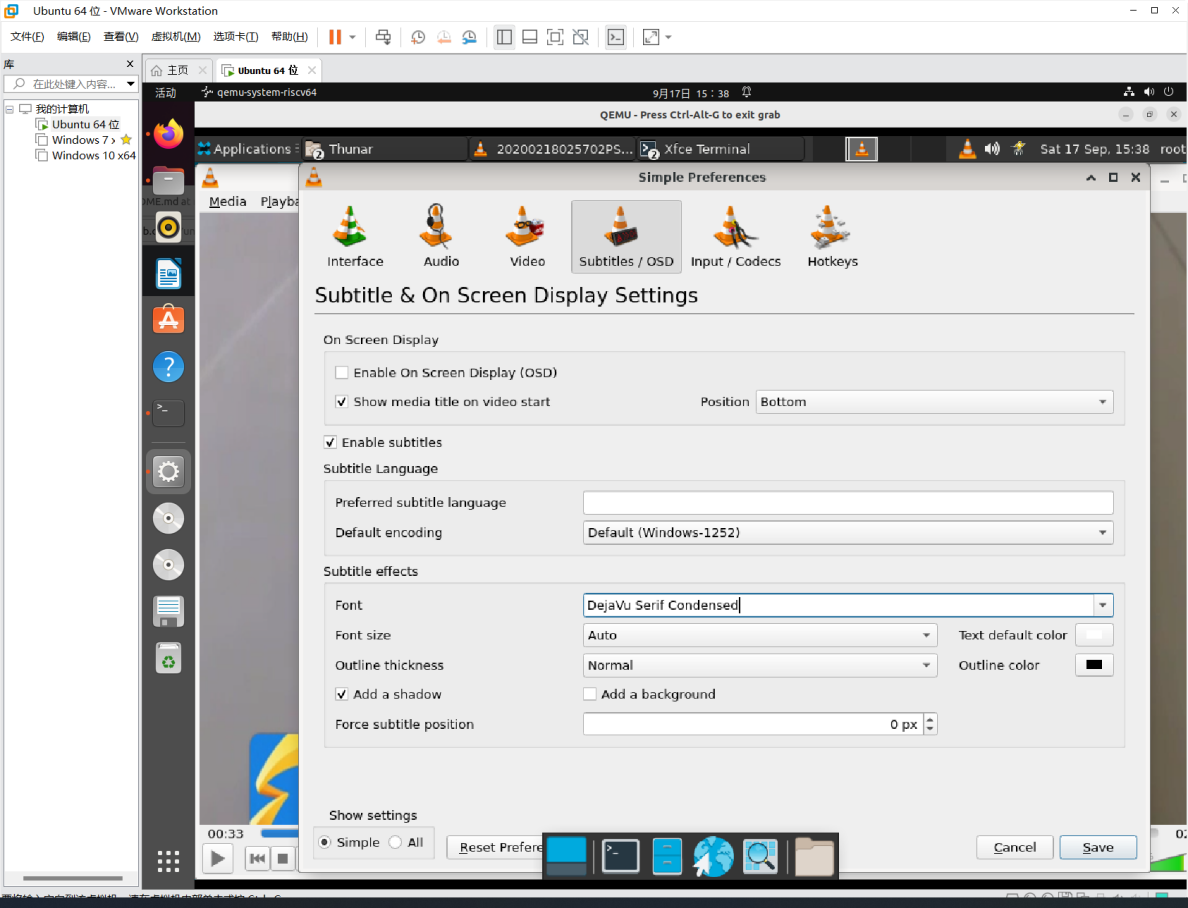 Ubuntu 64 位 - VMware Workstation
文件(F) 编辑(E) 查看(V) 虚拟机(M) 选项卡(T) 帮助(H)
库
主页
Ubuntu 64 位
在此处键入内容...
我的计算机
Ubuntu 64 位
Windows 7
Windows 10 x64
活动
qemu-system-riscv64
9月17日 15:38
QEMU - Press Ctrl-Alt-G to exit grab
Applications
2 Thunar
20200218025702PS...
2 Xfce Terminal
Sat 17 Sep, 15:38 root
Simple Preferences
Media
Interface
Audio
Video
Subtitles / OSD
Input / Codecs
Hotkeys
Subtitle & On Screen Display Settings
On Screen Display
Enable On Screen Display (OSD)
Show media title on video start
Position
Bottom
Enable subtitles
Subtitle Language
Preferred subtitle language
Default encoding
Default (Windows-1252)
Subtitle effects
Font
DejaVu Serif Condensed
Font size
Auto
Text default color
Outline thickness
Normal
Outline color
Add a shadow
Add a background
Force subtitle position
0 px
Show settings
00:33
Simple
All
Reset Prefere
Cancel
Save